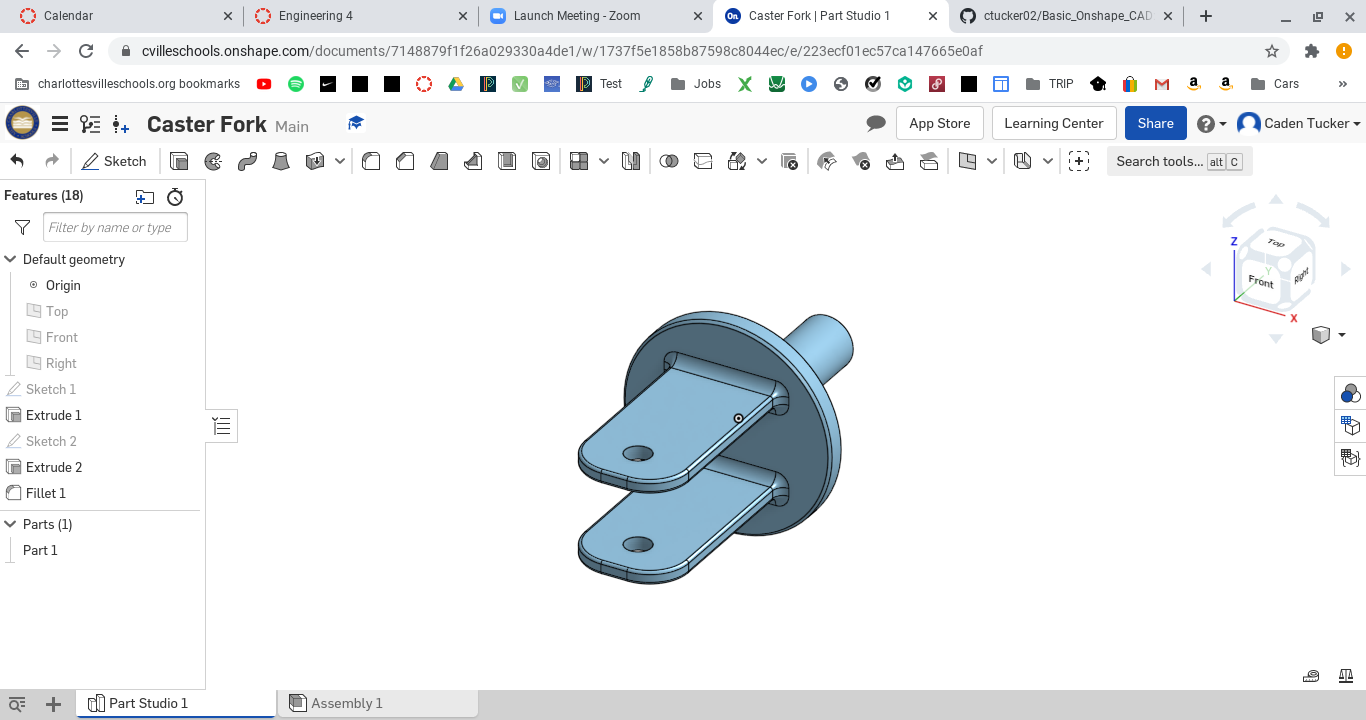 Calendar
Engineering 4
Launch Meeting - Zoom
On
Caster Fork | Part Studio 1
ctucker02/Basic_Onshape_CAD
cvilleschools.onshape.com/documents/7148879f1f26a029330a4de1/w/1737f5e1858b87598c8044ec/e/223ecf01ec57ca147665e0af
charlottesvilleschools.org bookmarks
Test
Jobs
TRIP
Cars
Caster Fork Main
App Store
Learning Center
Share
Caden Tucker
Sketch
Search tools... alt C
Features (18)
Filter by name or type
Default geometry
Origin
Top
Front
Right
Sketch 1
Extrude 1
Sketch 2
Extrude 2
Fillet 1
Parts (1)
Part 1
Z
Top
Y
Front
Right
X
Part Studio 1
Assembly 1